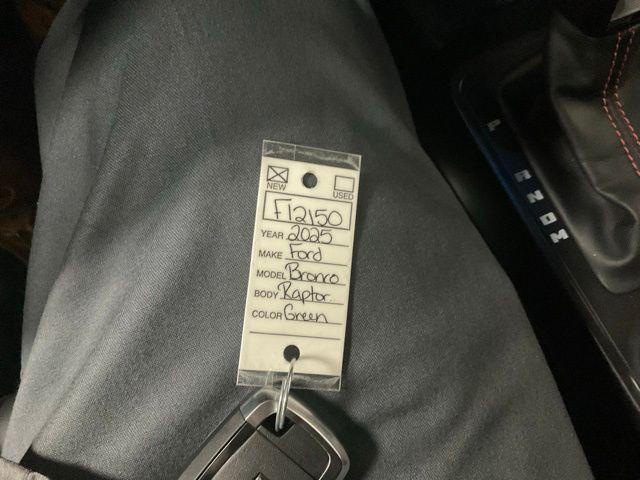 NEW USED
F12150
YEAR 2025
MAKE Ford
MODEL Bronco
BODY Raptor
COLOR Green
P
R
N
D
M